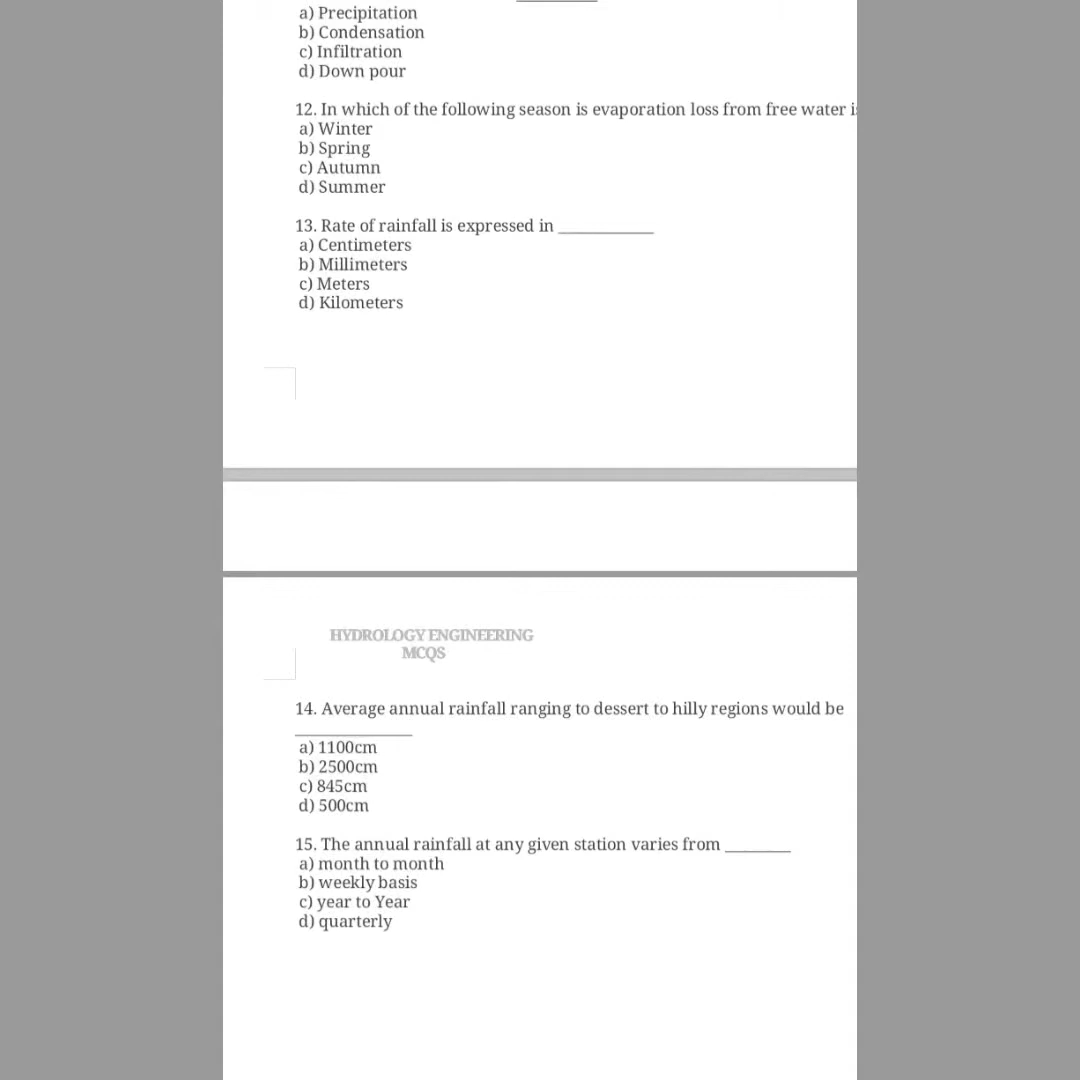 a) Precipitation
b) Condensation
c) Infiltration
d) Down pour
12. In which of the following season is evaporation loss from free water
a) Winter
b) Spring
c) Autumn
d) Summer
13. Rate of rainfall is expressed in ____________
a) Centimeters
b) Millimeters
c) Meters
d) Kilometers
HYDROLOGY ENGINEERING
MCQS
14. Average annual rainfall ranging to dessert to hilly regions would be
_______________
a) 1100cm
b) 2500cm
c) 845cm
d) 500cm
15. The annual rainfall at any given station varies from ________
a) month to month
b) weekly basis
c) year to Year
d) quarterly